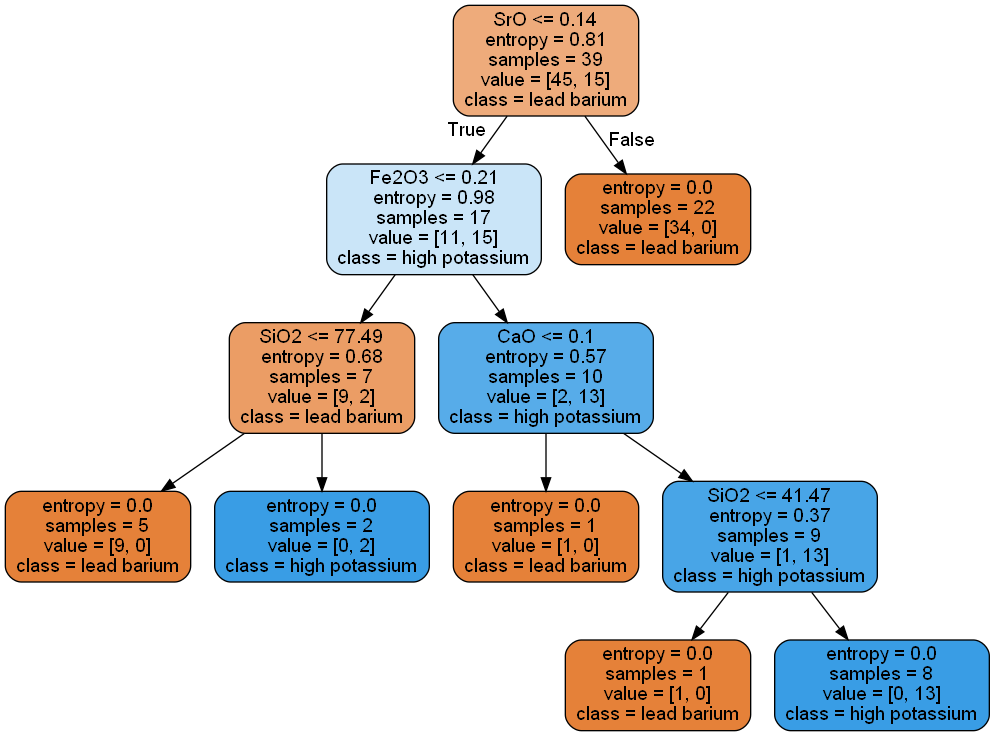 SrO <= 0.14
entropy = 0.81
samples = 39
value = [45, 15]
class = lead barium
True
False
Fe2O3 <= 0.21
entropy = 0.98
samples = 17
value = [11, 15]
class = high potassium
entropy = 0.0
samples = 22
value = [34, 0]
class = lead barium
SiO2 <= 77.49
entropy = 0.68
samples = 7
value = [9, 2]
class = lead barium
CaO <= 0.1
entropy = 0.57
samples = 10
value = [2, 13]
class = high potassium
entropy = 0.0
samples = 5
value = [9, 0]
class = lead barium
entropy = 0.0
samples = 2
value = [0, 2]
class = high potassium
entropy = 0.0
samples = 1
value = [1, 0]
class = lead barium
SiO2 <= 41.47
entropy = 0.37
samples = 9
value = [1, 13]
class = high potassium
entropy = 0.0
samples = 1
value = [1, 0]
class = lead barium
entropy = 0.0
samples = 8
value = [0, 13]
class = high potassium